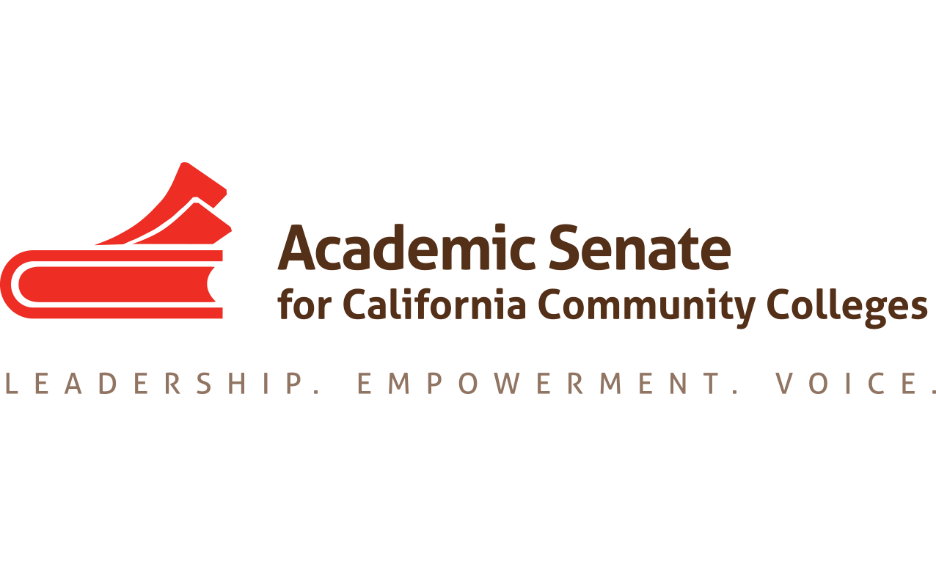 Academic Senate
for California Community Colleges
LEADERSHIP. EMPOWERMENT. VOICE.